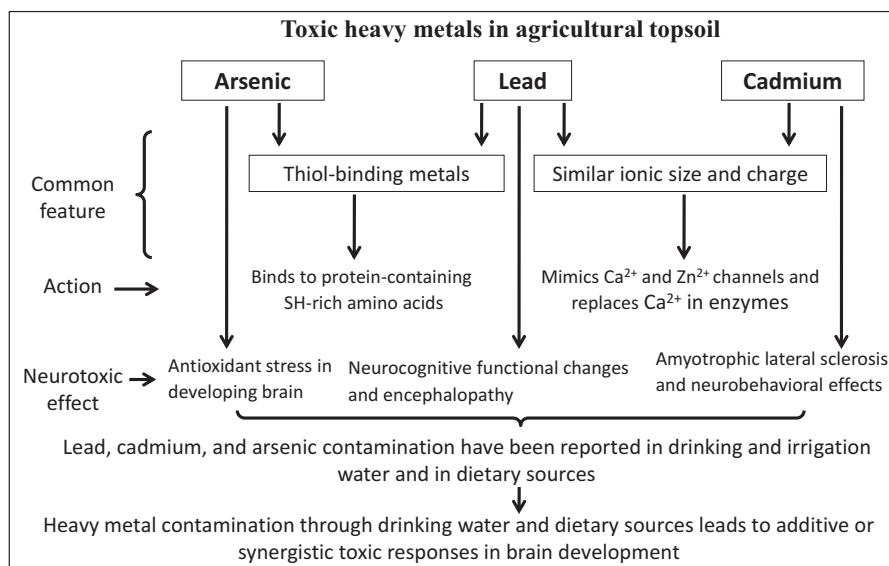 Toxic heavy metals in agricultural topsoil
Arsenic
Lead
Cadmium
Common
feature
Thiol-binding metals
Similar ionic size and charge
Action
Binds to protein-containing
SH-rich amino acids
Mimics Ca²⁺ and Zn²⁺ channels and
replaces Ca²⁺ in enzymes
Neurotoxic
effect
Antioxidant stress in
developing brain
Neurocognitive functional changes
and encephalopathy
Amyotrophic lateral sclerosis
and neurobehavioral effects
Lead, cadmium, and arsenic contamination have been reported in drinking and irrigation
water and in dietary sources
Heavy metal contamination through drinking water and dietary sources leads to additive or
synergistic toxic responses in brain development